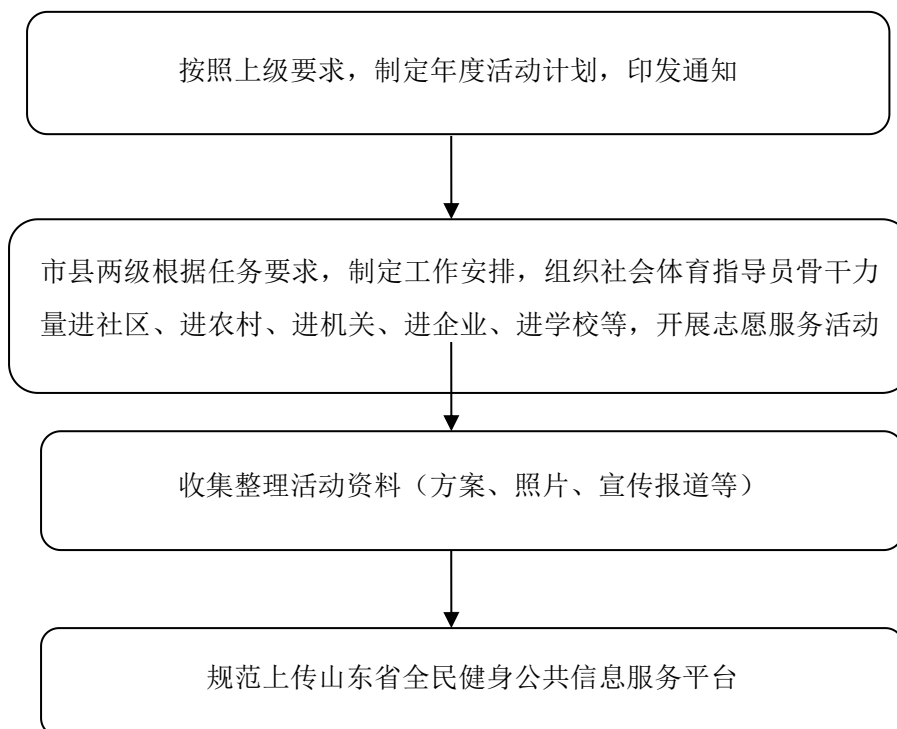 按照上级要求，制定年度活动计划，印发通知
市县两级根据任务要求，制定工作安排，组织社会体育指导员骨干力
量进社区、进农村、进机关、进企业、进学校等，开展志愿服务活动
收集整理活动资料（方案、照片、宣传报道等）
规范上传山东省全民健身公共信息服务平台